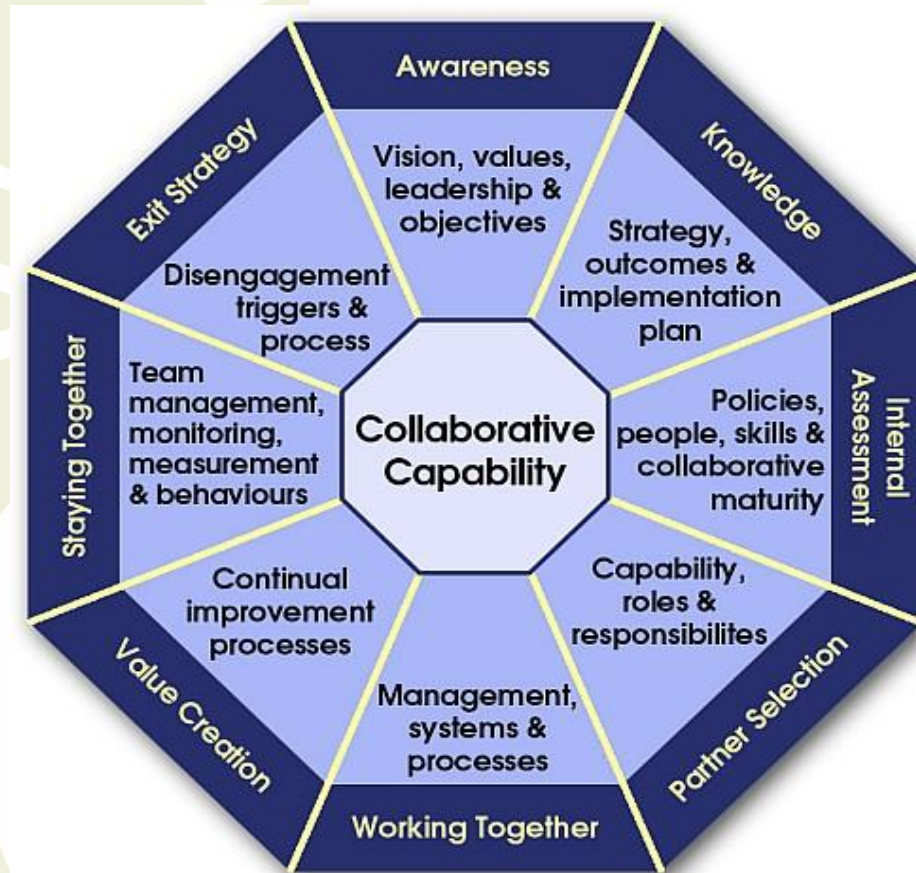 Awareness
Vision, values,
leadership &
objectives
Knowledge
Strategy,
outcomes &
implementation
plan
Internal
Assessment
Policies,
people, skills &
collaborative
maturity
Partner Selection
Capability,
roles &
responsibilites
Working Together
Management,
systems &
processes
Value Creation
Continual
improvement
processes
Staying Together
Team
management,
monitoring,
measurement
& behaviours
Exit Strategy
Disengagement
triggers &
process
Collaborative
Capability